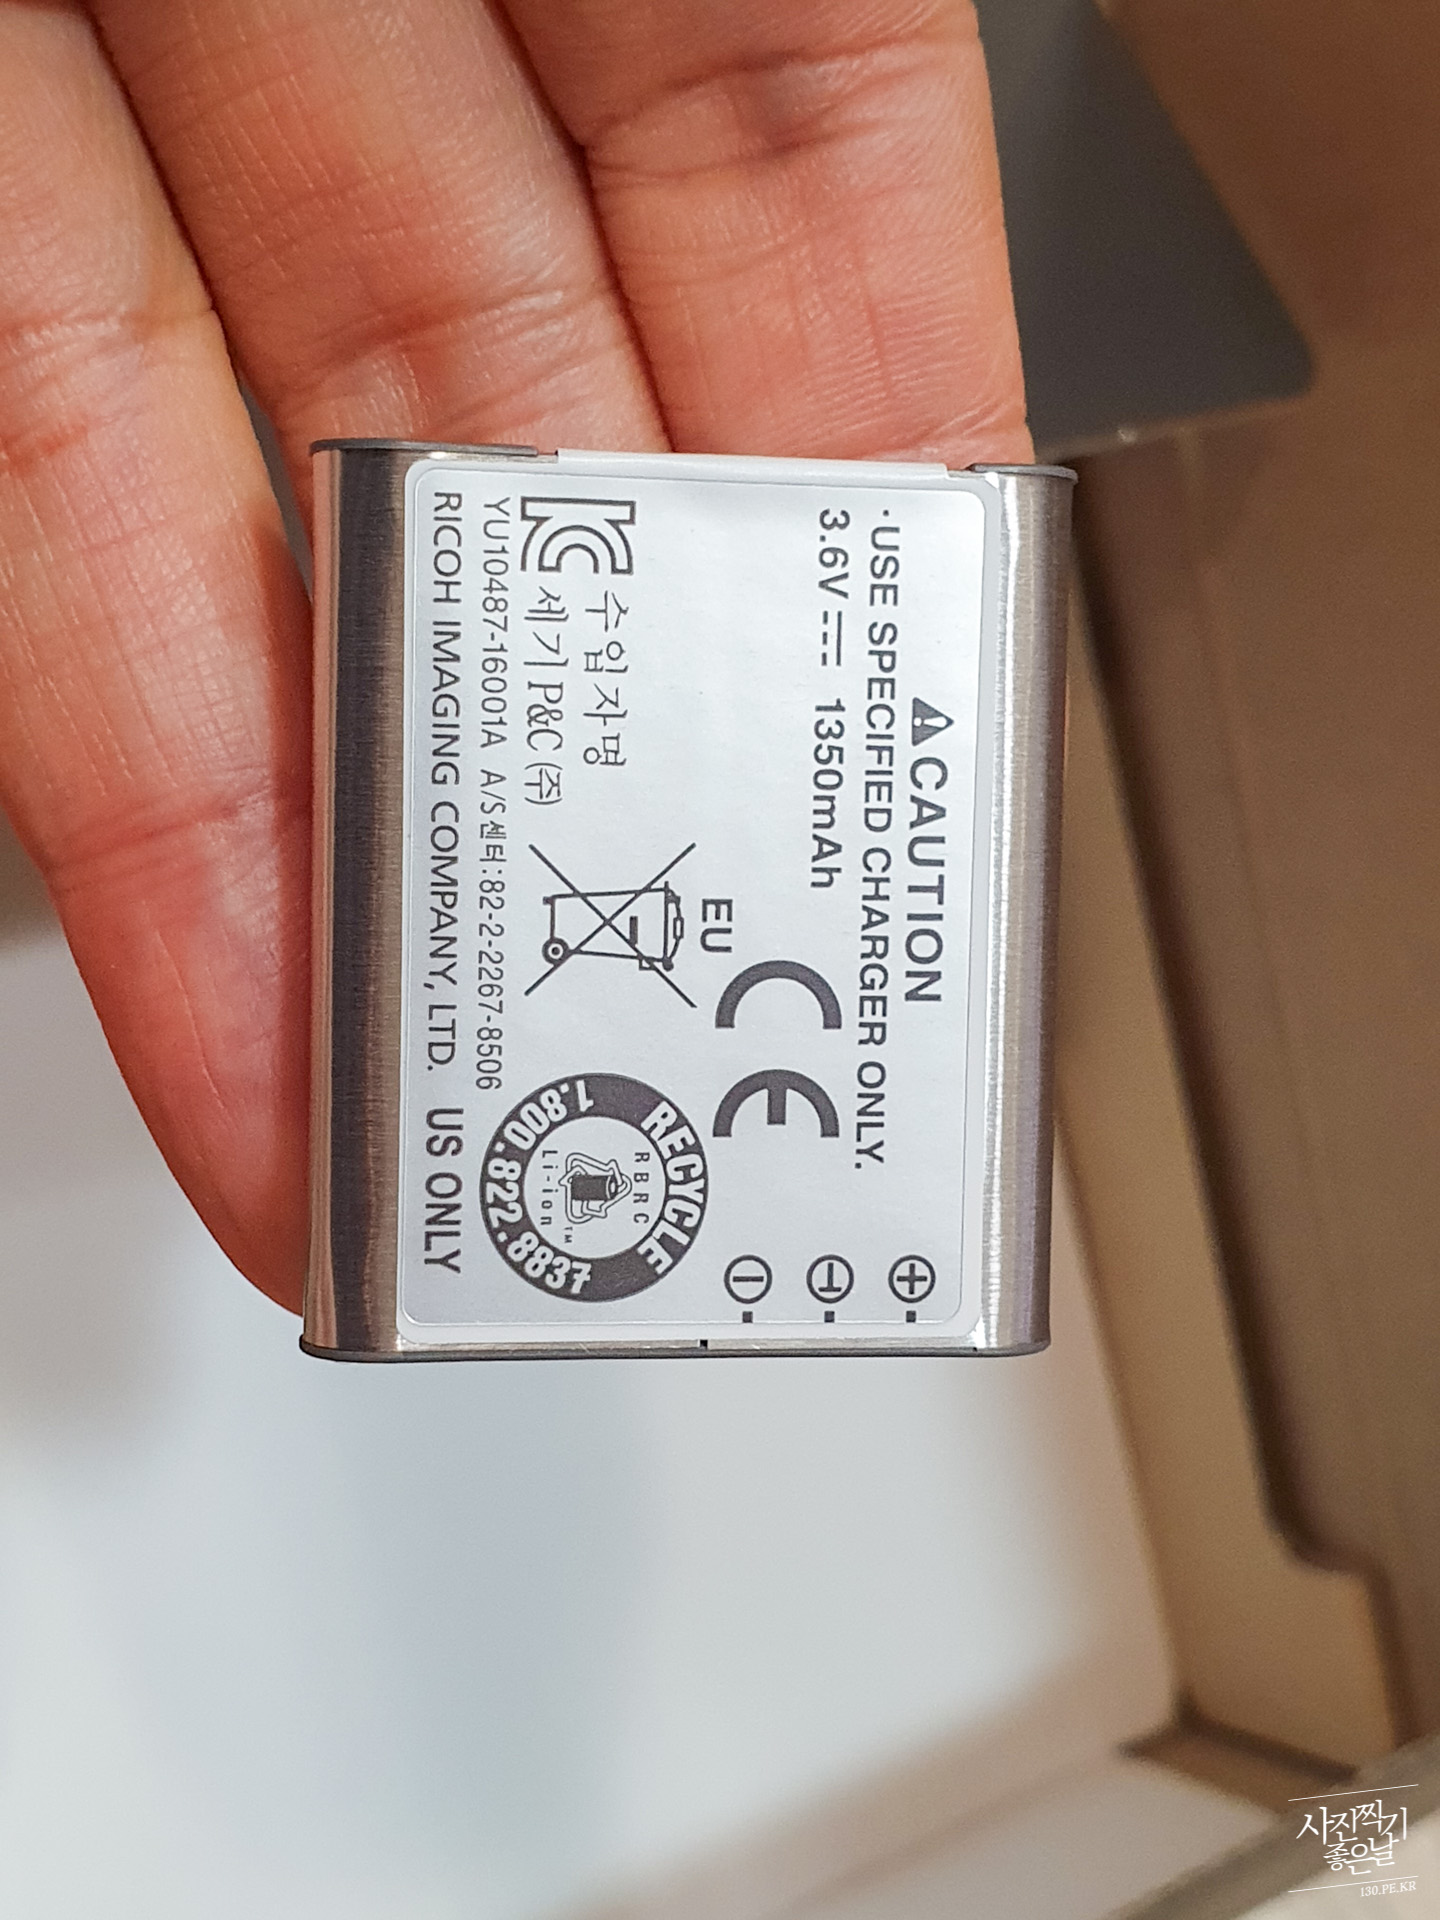 ⚠CAUTION
·USE SPECIFIED CHARGER ONLY.
3.6V⎓ 1350mAh
EU
CE
수입자명
세기P&C(주)
YU10487-16001A A/S센터:82-2-2267-8506
RICOH IMAGING COMPANY, LTD. US ONLY
RECYCLE
RBRC
Li-ion
TM
1.800.822.8837
⊕
T
⊖
사진찍기
좋은날
130.PE.KR